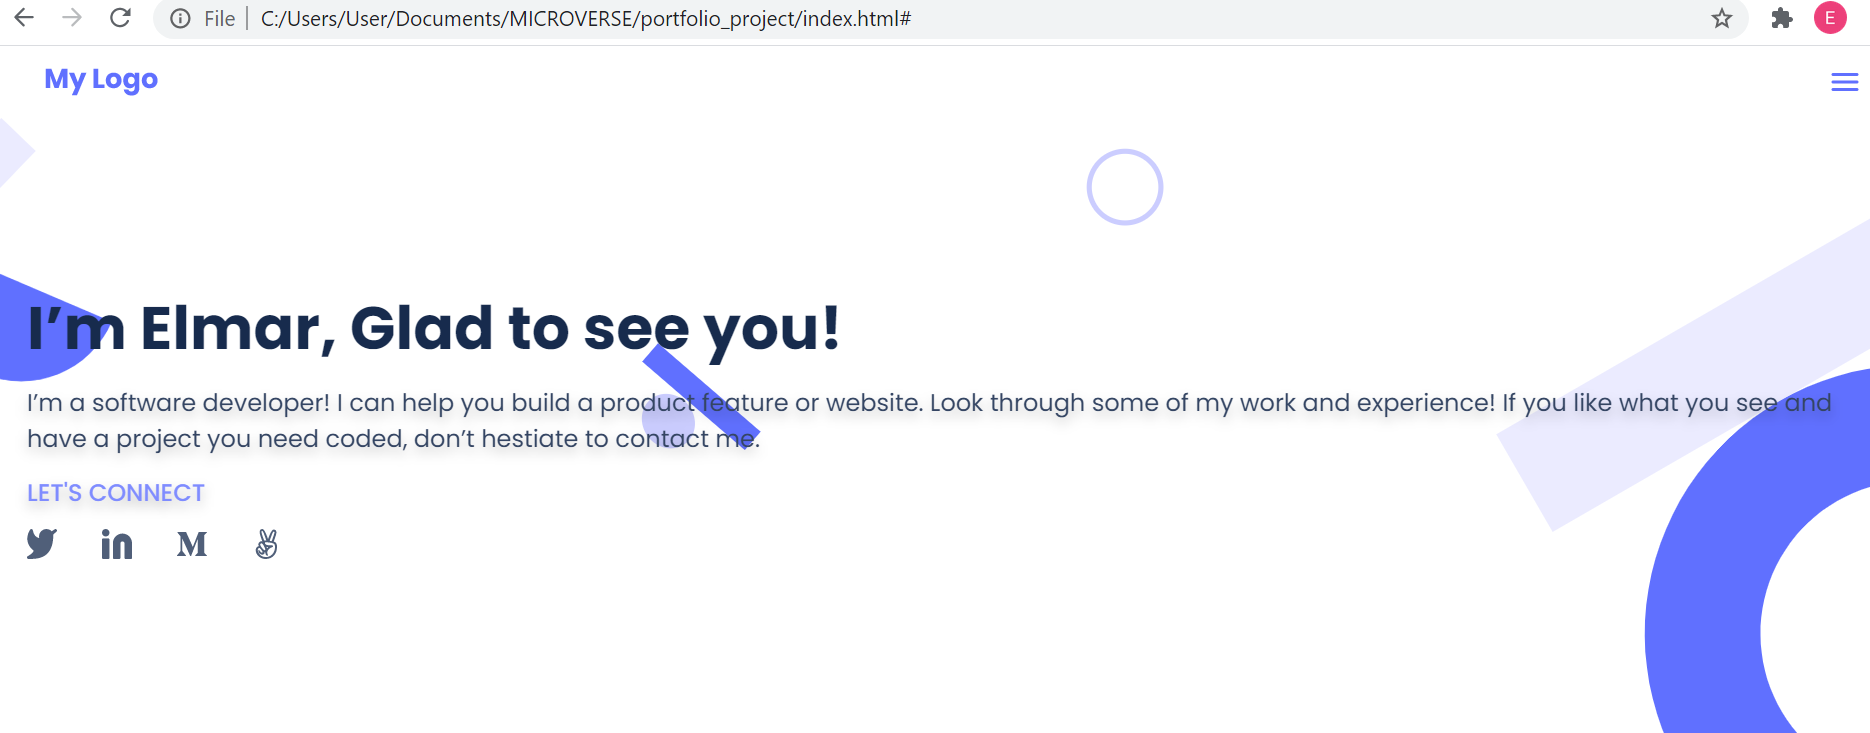 File | C:/Users/User/Documents/MICROVERSE/portfolio_project/index.html#
E
My Logo
I’m Elmar, Glad to see you!
I’m a software developer! I can help you build a product feature or website. Look through some of my work and experience! If you like what you see and
have a project you need coded, don’t hestiate to contact me.
LET'S CONNECT
in
M